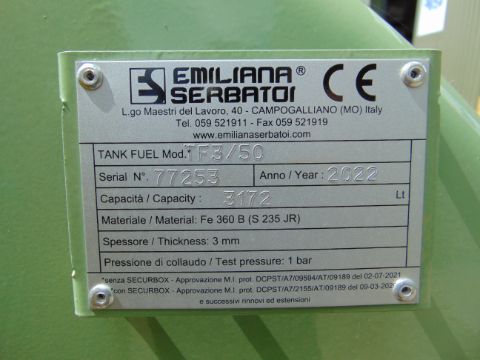 EMILIANA® CE
SERBATOI
L.go Maestri del Lavoro, 40 - CAMPOGALLIANO (MO) Italy
Tel. 059 521911 - Fax 059 521919
www.emilianaserbatoi.com
TANK FUEL Mod. TF3/50
Serial N°. 77253 Anno / Year : 2022
Capacità / Capacity : 3172 Lt
Materiale / Material: Fe 360 B (S 235 JR)
Spessore / Thickness: 3 mm
Pressione di collaudo / Test pressure: 1 bar
*senza SECURBOX - Approvazione M.I. prot. DCPST/A7/09594/AT/09189 del 02-07-2021
*con SECURBOX - Approvazione M.I. prot. DCPST/A7/2155/AT/09189 del 09-03-202
e successivi rinnovi ed estensioni